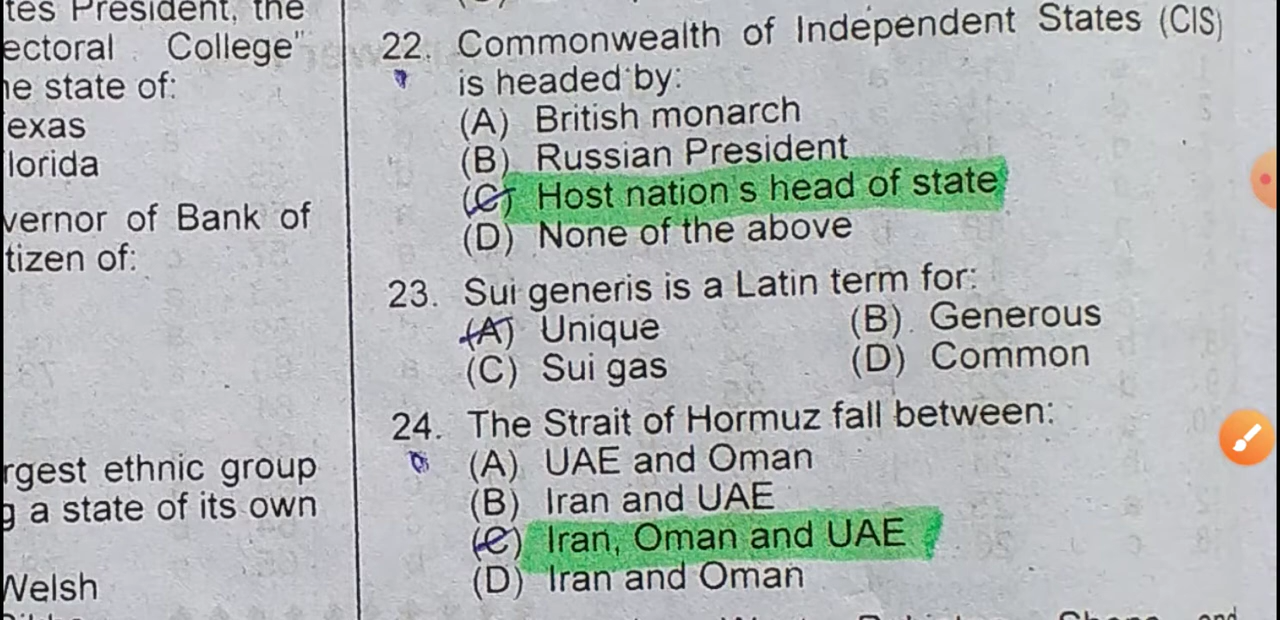 tes President, the
ectoral College"
ne state of:
exas
lorida
vernor of Bank of
tizen of:
rgest ethnic group
g a state of its own
Welsh
22. Commonwealth of Independent States (CIS)
is headed by:
(A) British monarch
(B) Russian President
(C) Host nation s head of state
(D) None of the above
23. Sui generis is a Latin term for:
(A) Unique (B) Generous
(C) Sui gas (D) Common
24. The Strait of Hormuz fall between:
(A) UAE and Oman
(B) Iran and UAE
(C) Iran, Oman and UAE
(D) Iran and Oman